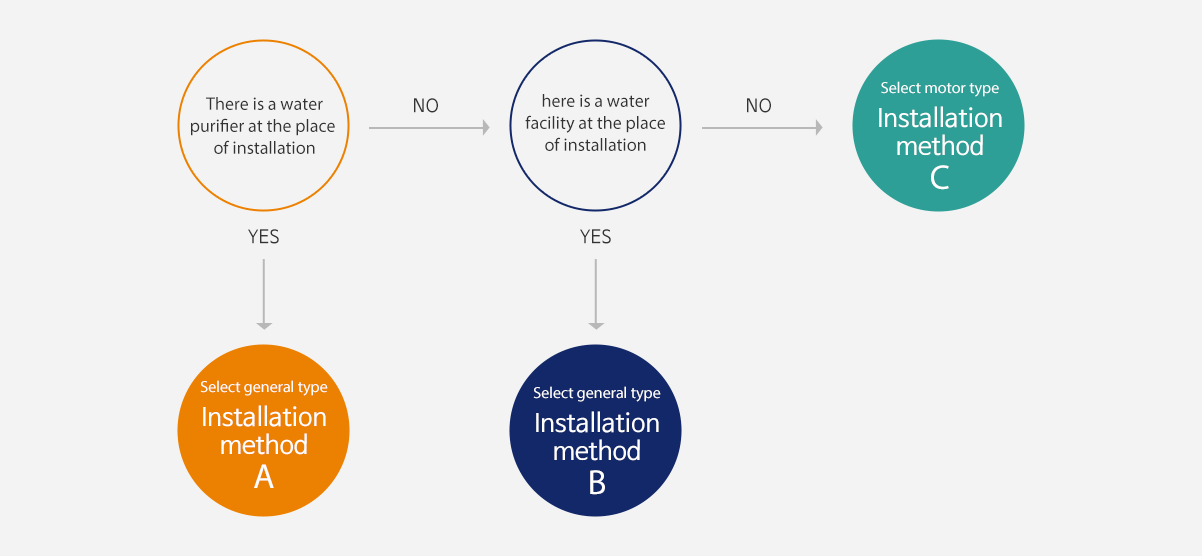 There is a water
purifier at the place
of installation
NO
here is a water
facility at the place
of installation
NO
Select motor type
Installation
method
C
YES
YES
Select general type
Installation
method
A
Select general type
Installation
method
B